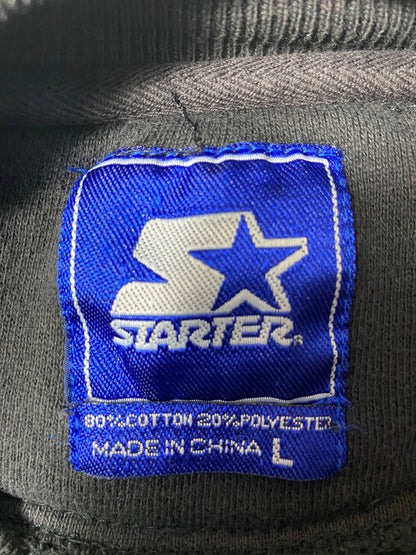 STARTER®
80% COTTON 20% POLYESTER
MADE IN CHINA L